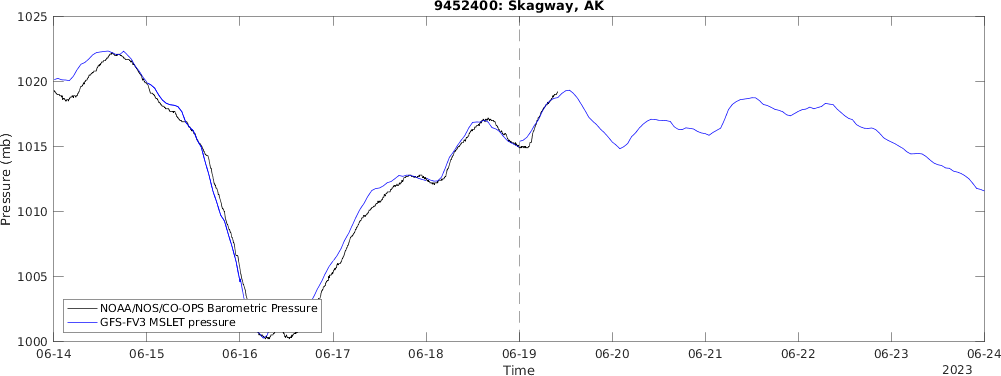 9452400: Skagway, AK
Pressure (mb)
1025
1020
1015
1010
1005
1000
NOAA/NOS/CO-OPS Barometric Pressure
GFS-FV3 MSLET pressure
06-14 06-15 06-16 06-17 06-18 06-19 06-20 06-21 06-22 06-23 06-24
Time
2023